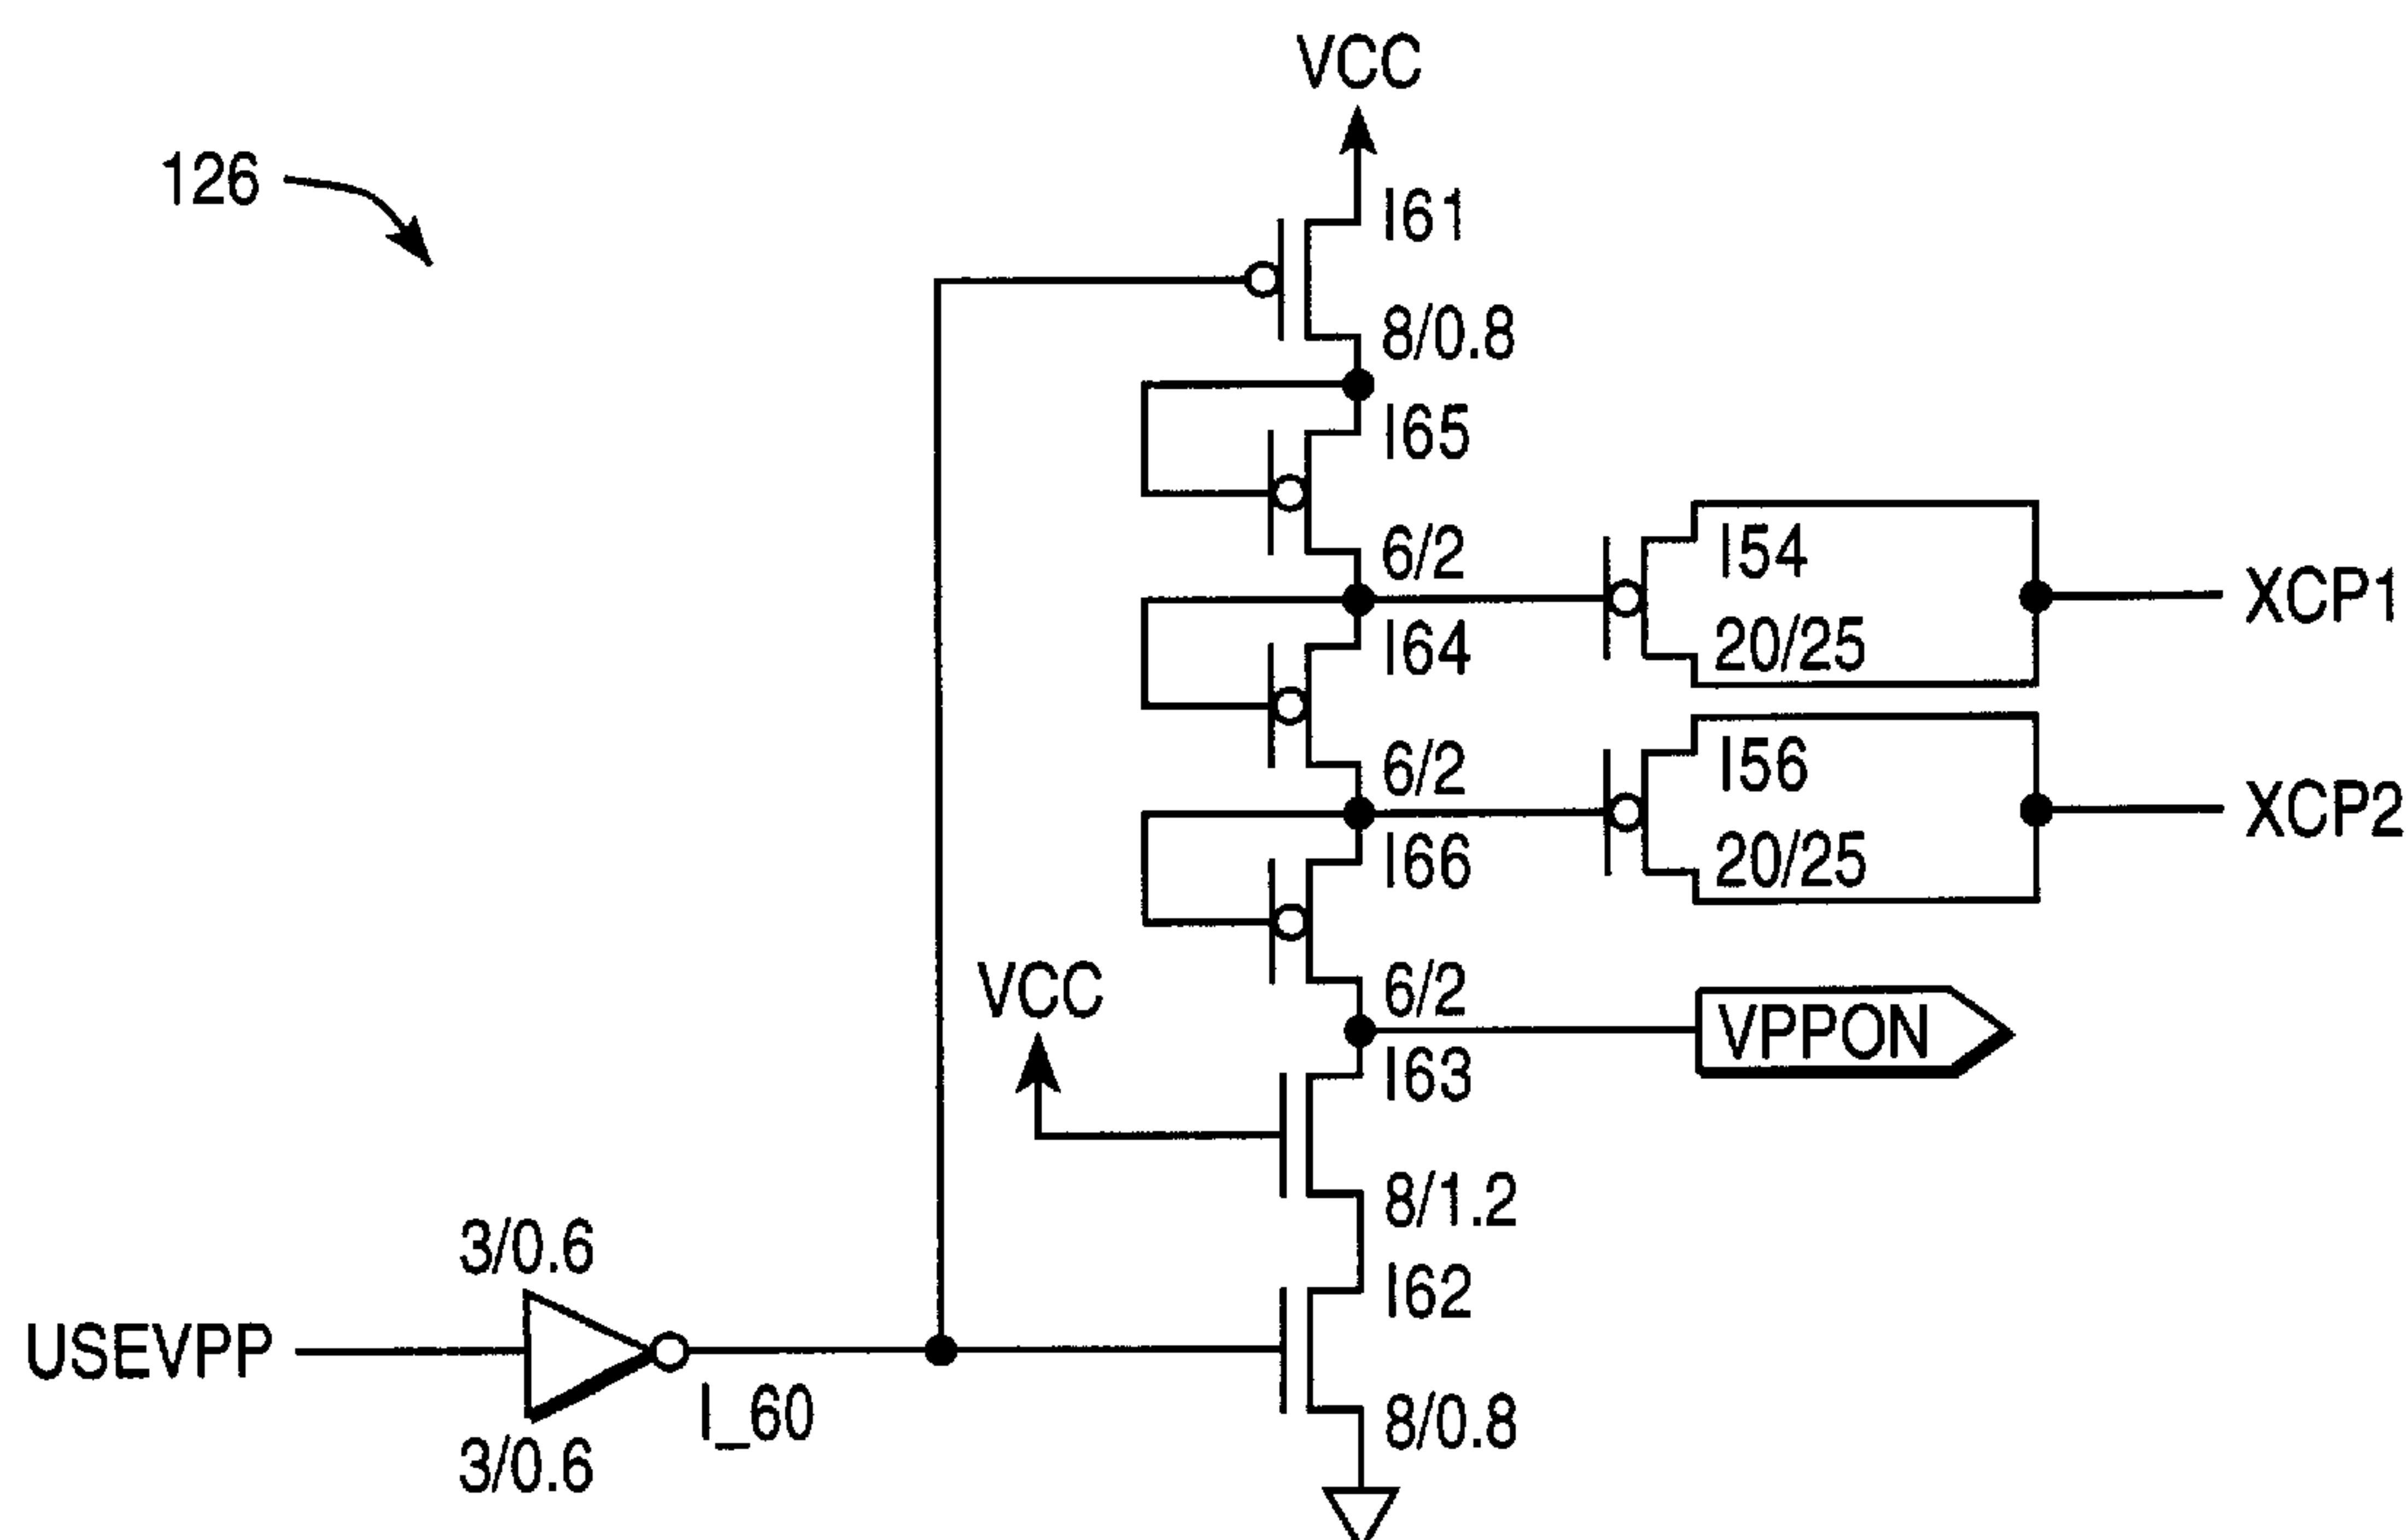 VCC
126
I61
8/0.8
I65
6/2
I54
20/25
XCP1
I64
6/2
I56
20/25
XCP2
I66
6/2
VCC
VPPON
I63
8/1.2
3/0.6
USEVPP
I_60
3/0.6
I62
8/0.8